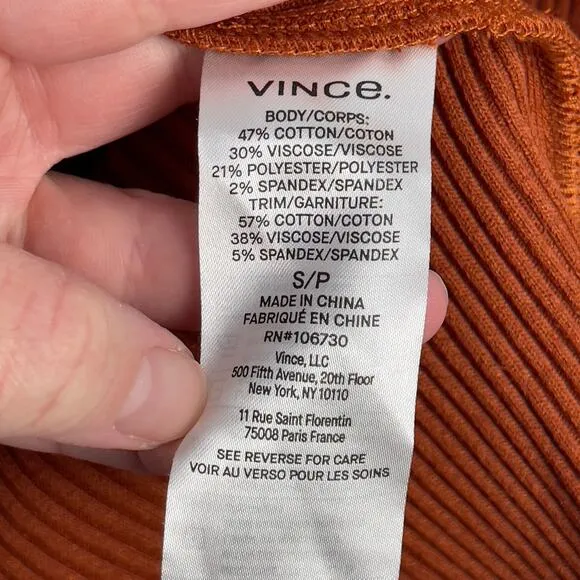 VINCE.
BODY/CORPS:
47% COTTON/COTON
30% VISCOSE/VISCOSE
21% POLYESTER/POLYESTER
2% SPANDEX/SPANDEX
TRIM/GARNITURE:
57% COTTON/COTON
38% VISCOSE/VISCOSE
5% SPANDEX/SPANDEX
S/P
MADE IN CHINA
FABRIQUÉ EN CHINE
RN#106730
Vince, LLC
500 Fifth Avenue, 20th Floor
New York, NY 10110
11 Rue Saint Florentin
75008 Paris France
SEE REVERSE FOR CARE
VOIR AU VERSO POUR LES SOINS